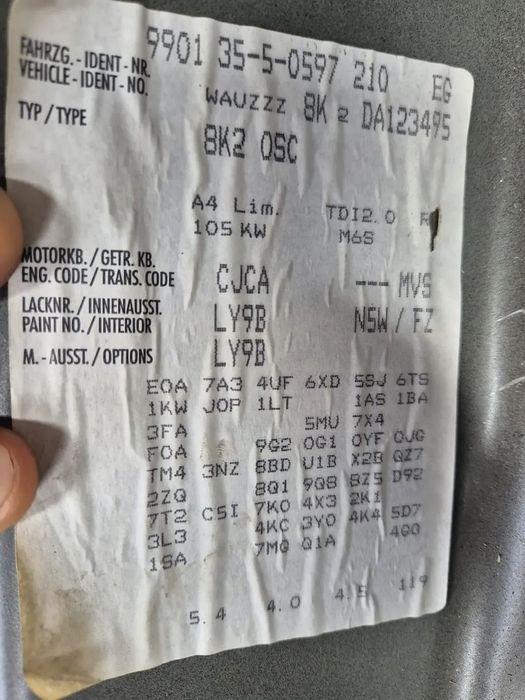 9901 35-5-0597 210 EG
FAHRZG.-IDENT-NR.
VEHICLE-IDENT-NO. WAUZZZ 8K 2 DA123495
TYP / TYPE 8K2 0SC
A4 Lim. TDI2.0
105 KW M6S
MOTORKB. / GETR. KB.
ENG. CODE / TRANS. CODE CJCA --- MVS
LACKNR. / INNENAUSST.
PAINT NO. / INTERIOR LY9B N5W / FZ
M.-AUSST. / OPTIONS LY9B
E0A 7A3 4UF 6XD 5SJ 6TS
1KW J0P 1LT 1AS 1BA
3FA 5MU 7X4
F0A 9G2 0G1 0YF 0JG
TM4 3NZ 8BD U1B X2B QZ7
2ZQ 8Q1 9Q8 8Z5 D92
7T2 C5I 7K0 4X3 2K1
3L3 4KC 3Y0 4K4 5D7
1SA 7MG Q1A 4G0
5.4 4.0 4.5 119